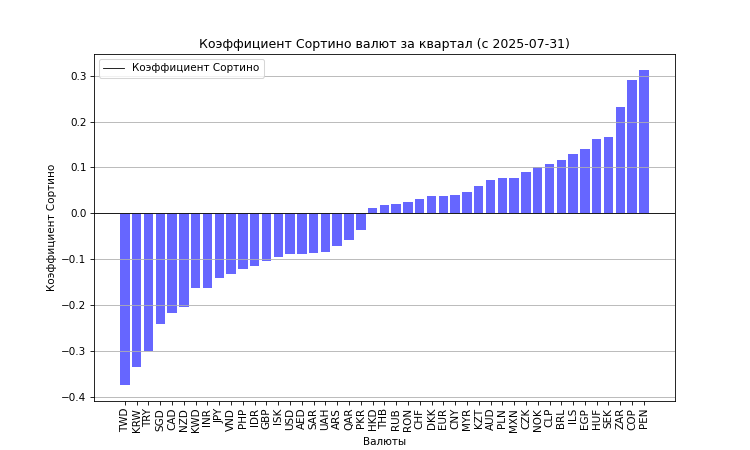 Коэффициент Сортино валют за квартал (с 2025-07-31)
Коэффициент Сортино
Коэффициент Сортино
0.3
0.2
0.1
0.0
−0.1
−0.2
−0.3
−0.4
TWD
KRW
TRY
SGD
CAD
NZD
KWD
INR
JPY
VND
PHP
IDR
GBP
ISK
USD
AED
SAR
UAH
ARS
QAR
PKR
HKD
THB
RUB
RON
CHF
DKK
EUR
CNY
MYR
KZT
AUD
PLN
MXN
CZK
NOK
CLP
BRL
ILS
EGP
HUF
SEK
ZAR
COP
PEN
Валюты